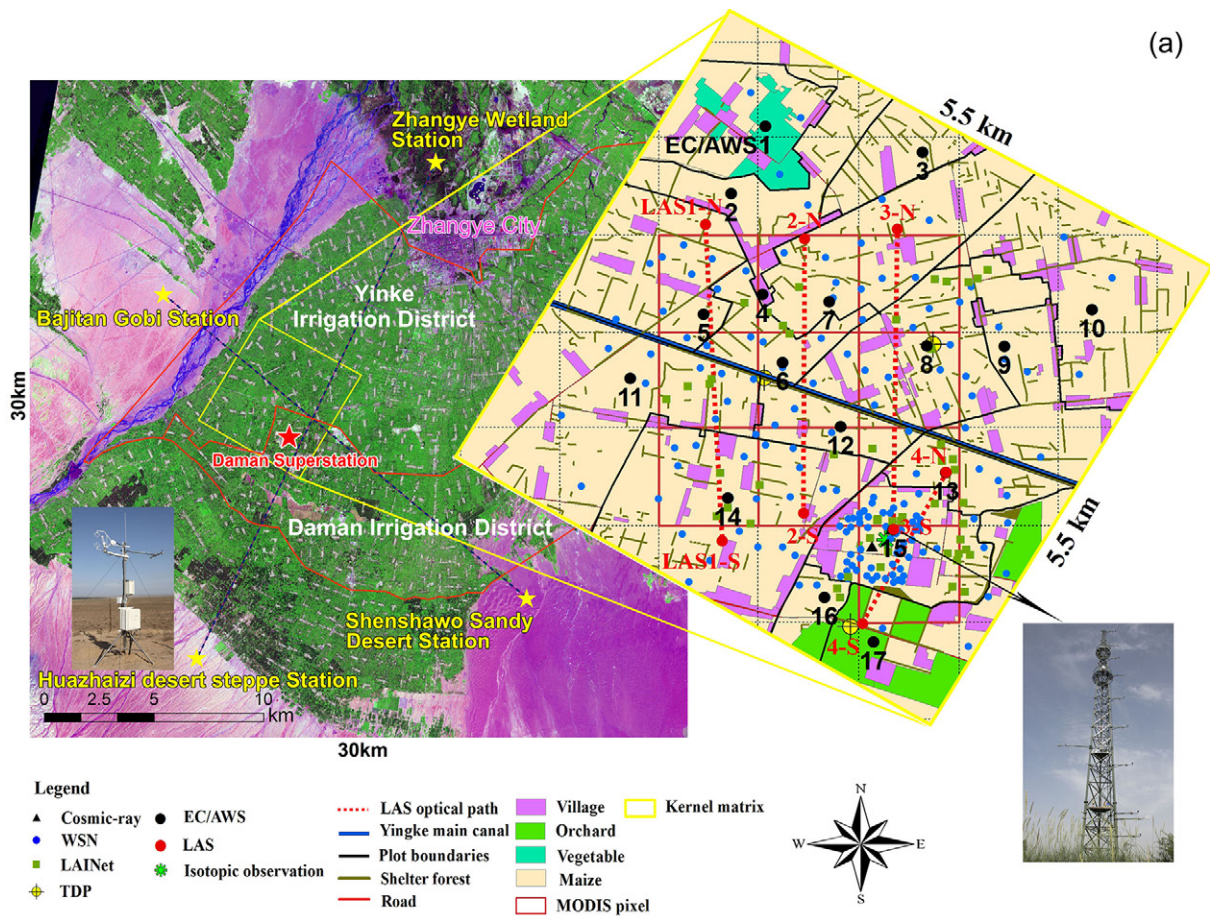 (a)
Zhangye Wetland
Station
Zhangye City
Yinke
Irrigation District
Bajitan Gobi Station
Daman Superstation
Daman Irrigation District
Shenshawo Sandy
Desert Station
Huazhaizi desert steppe Station
0 2.5 5 10
km
30km
30km
5.5 km
5.5 km
EC/AWS1
2
3
LAS1-N
2-N
3-N
4
5
7
10
8
9
6
11
12
4-N
13
14
2-S
3-S
15
LAS1-S
16
4-S
17
Legend
Cosmic-ray
WSN
LAINet
TDP
EC/AWS
LAS
Isotopic observation
LAS optical path
Yingke main canal
Plot boundaries
Shelter forest
Road
Village
Orchard
Vegetable
Maize
MODIS pixel
Kernel matrix
N
W E
S